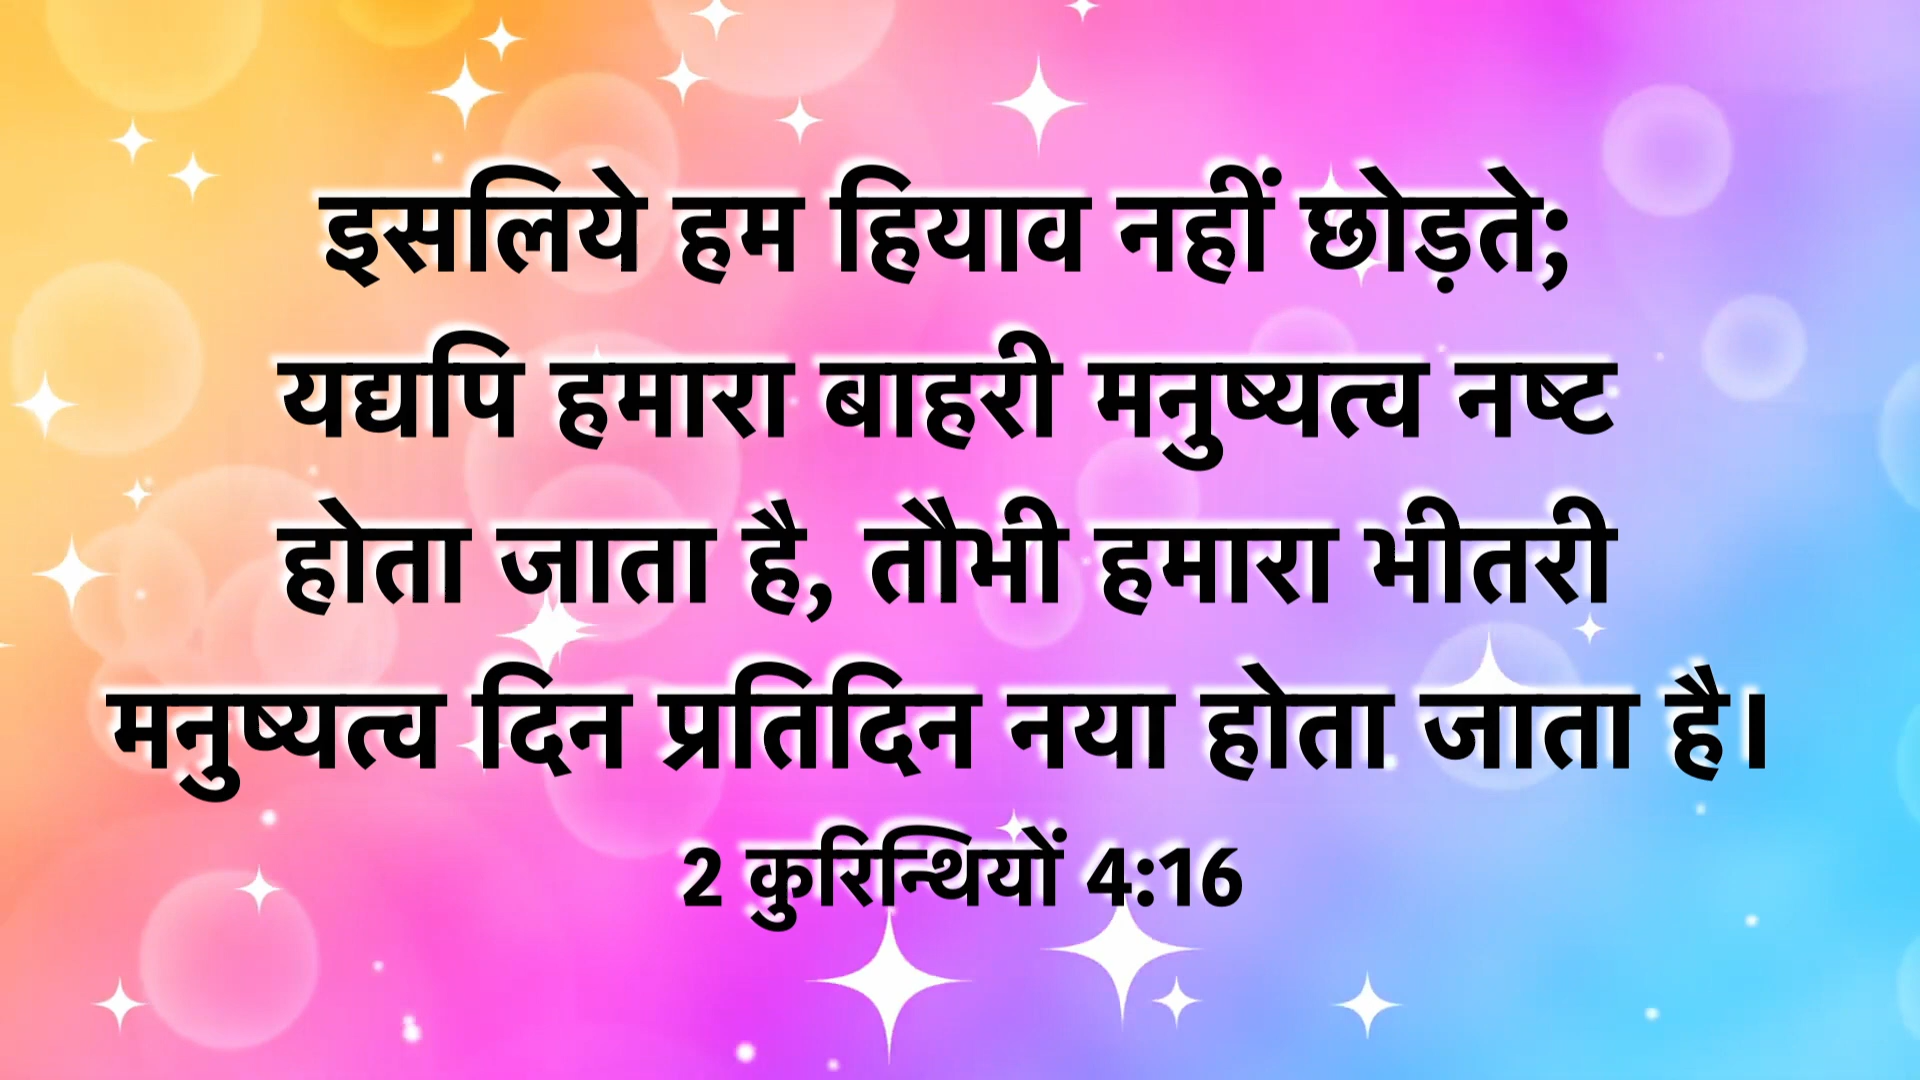 इसलिये हम हियाव नहीं छोड़ते;
यद्यपि हमारा बाहरी मनुष्यत्व नष्ट
होता जाता है, तौभी हमारा भीतरी
मनुष्यत्व दिन प्रतिदिन नया होता जाता है।
2 कुरिन्थियों 4:16